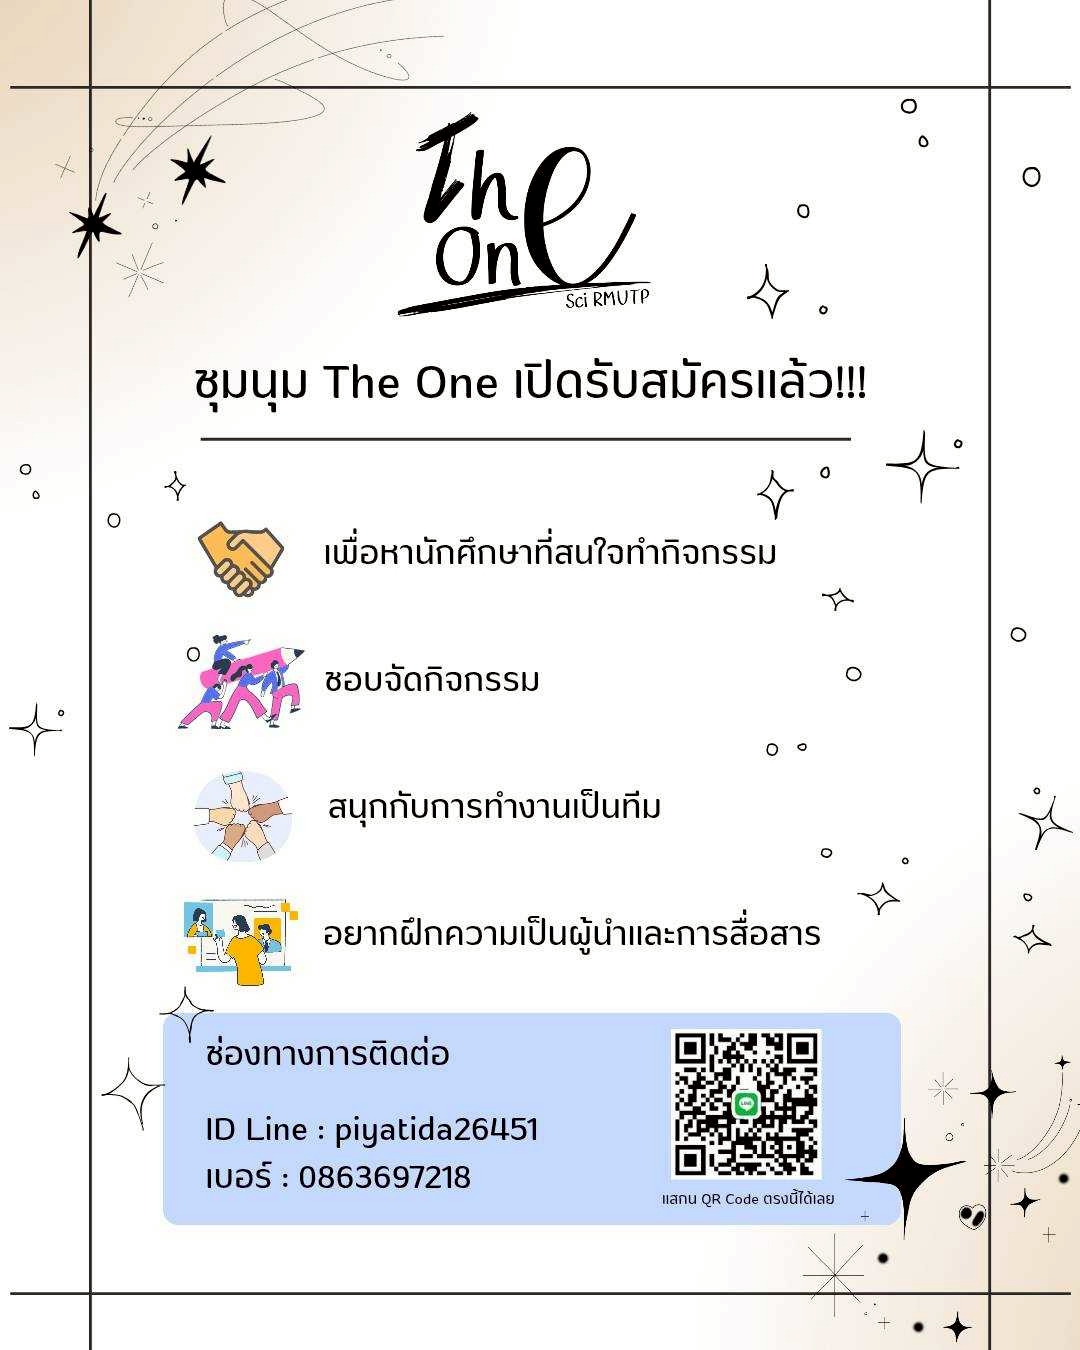 The
One
Sci RMUTP
ชุมนุม The One เปิดรับสมัครแล้ว!!!
เพื่อหานักศึกษาที่สนใจทำกิจกรรม
ชอบจัดกิจกรรม
สนุกกับการทำงานเป็นทีม
อยากฝึกความเป็นผู้นำและการสื่อสาร
ช่องทางการติดต่อ
ID Line : piyatida26451
เบอร์ : 0863697218
LINE
แสกน QR Code ตรงนี้ได้เลย